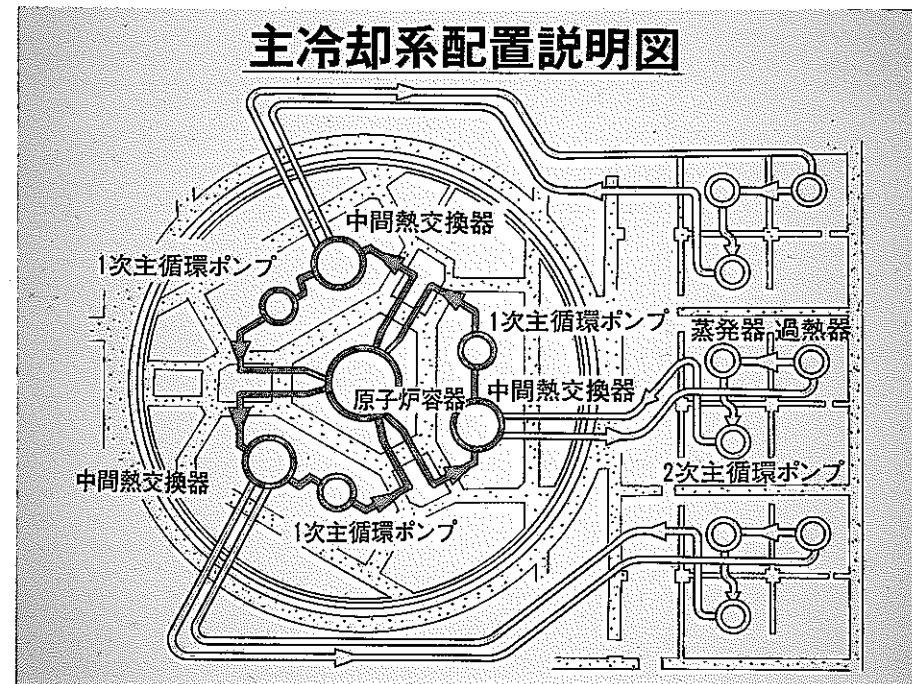 主冷却系配置説明図
中間熱交換器
1次主循環ポンプ
1次主循環ポンプ
蒸発器 過熱器
原子炉容器
中間熱交換器
中間熱交換器
2次主循環ポンプ
1次主循環ポンプ